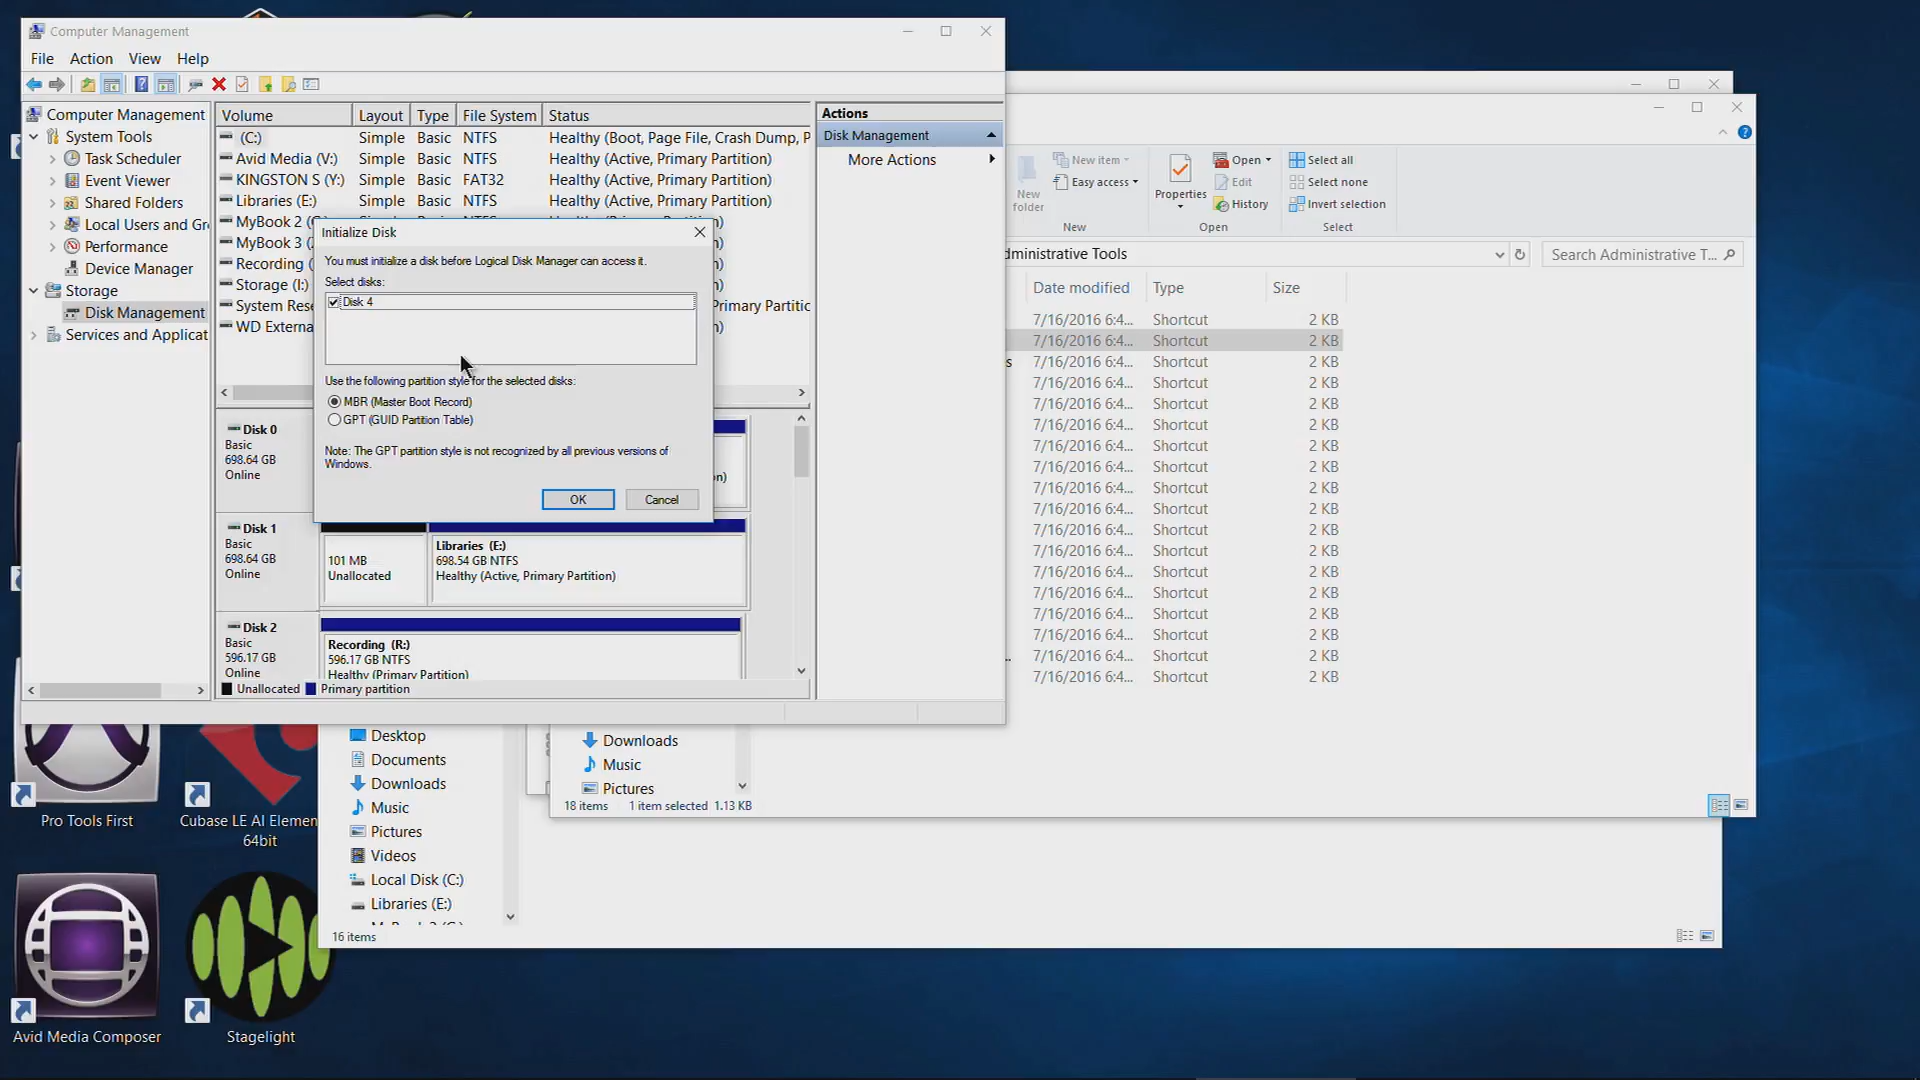 Computer Management
File Action View Help
Computer Management
System Tools
Task Scheduler
Event Viewer
Shared Folders
Local Users and Gr
Performance
Device Manager
Storage
Disk Management
Services and Applicat
Volume Layout Type File System Status
(C:) Simple Basic NTFS Healthy (Boot, Page File, Crash Dump, P
Avid Media (V:) Simple Basic NTFS Healthy (Active, Primary Partition)
KINGSTON S (Y:) Simple Basic FAT32 Healthy (Active, Primary Partition)
Libraries (E:) Simple Basic NTFS Healthy (Active, Primary Partition)
MyBook 2
MyBook 3
Recording
Storage (I:)
System Rese rimary Partitic
WD Externa
Actions
Disk Management
More Actions
Initialize Disk
You must initialize a disk before Logical Disk Manager can access it.
Select disks:
Disk 4
Use the following partition style for the selected disks:
MBR (Master Boot Record)
GPT (GUID Partition Table)
Note: The GPT partition style is not recognized by all previous versions of
Windows.
OK Cancel
Disk 0
Basic
698.64 GB
Online
Disk 1
Basic
698.64 GB
Online
101 MB
Unallocated
Libraries (E:)
698.54 GB NTFS
Healthy (Active, Primary Partition)
Disk 2
Basic
596.17 GB
Online
Recording (R:)
596.17 GB NTFS
Healthy (Primary Partition)
Unallocated Primary partition
New item
Easy access
New
folder
New
Properties
Open
Edit
History
Open
Select all
Select none
Invert selection
Select
dministrative Tools
Search Administrative T...
Date modified Type Size
7/16/2016 6:4... Shortcut 2 KB
7/16/2016 6:4... Shortcut 2 KB
s 7/16/2016 6:4... Shortcut 2 KB
7/16/2016 6:4... Shortcut 2 KB
7/16/2016 6:4... Shortcut 2 KB
7/16/2016 6:4... Shortcut 2 KB
7/16/2016 6:4... Shortcut 2 KB
7/16/2016 6:4... Shortcut 2 KB
7/16/2016 6:4... Shortcut 2 KB
7/16/2016 6:4... Shortcut 2 KB
7/16/2016 6:4... Shortcut 2 KB
7/16/2016 6:4... Shortcut 2 KB
7/16/2016 6:4... Shortcut 2 KB
7/16/2016 6:4... Shortcut 2 KB
7/16/2016 6:4... Shortcut 2 KB
7/16/2016 6:4... Shortcut 2 KB
... 7/16/2016 6:4... Shortcut 2 KB
7/16/2016 6:4... Shortcut 2 KB
Downloads
Music
Pictures
18 items 1 item selected 1.13 KB
Desktop
Documents
Downloads
Music
Pictures
Videos
Local Disk (C:)
Libraries (E:)
16 items
Pro Tools First
Cubase LE AI Elemen
64bit
Avid Media Composer
Stagelight